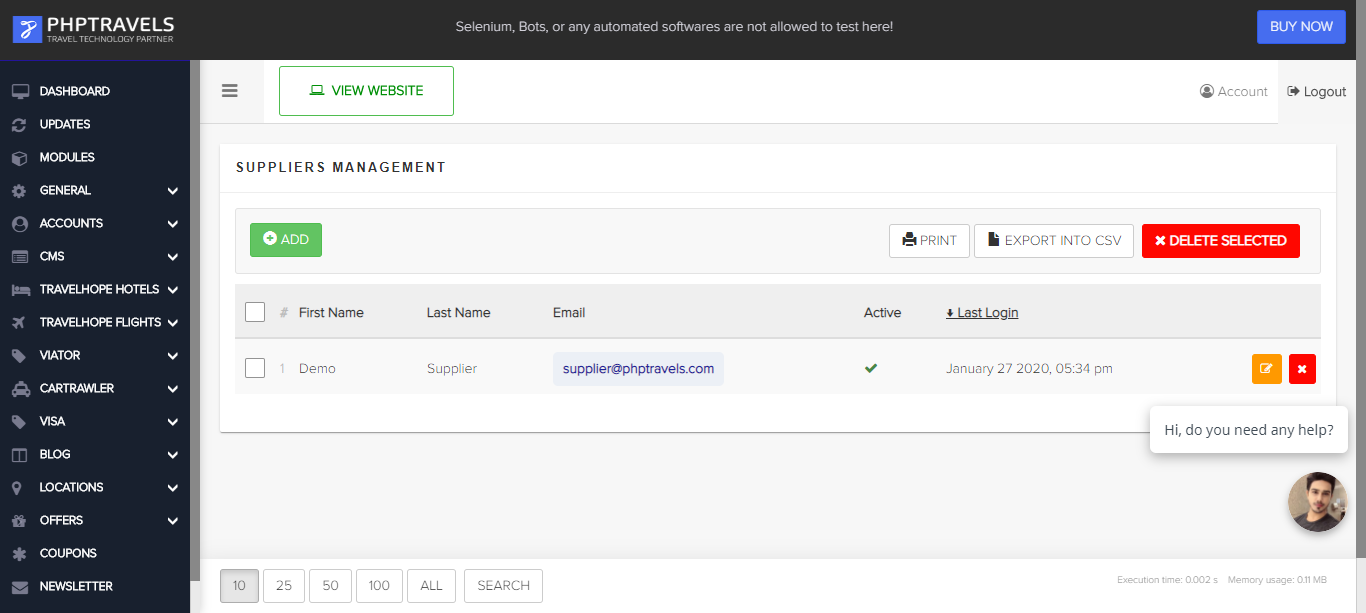 PHPTRAVELS
TRAVEL TECHNOLOGY PARTNER
Selenium, Bots, or any automated softwares are not allowed to test here!
BUY NOW
DASHBOARD
UPDATES
MODULES
GENERAL
ACCOUNTS
CMS
TRAVELHOPE HOTELS
TRAVELHOPE FLIGHTS
VIATOR
CARTRAWLER
VISA
BLOG
LOCATIONS
OFFERS
COUPONS
NEWSLETTER
VIEW WEBSITE
Account
Logout
SUPPLIERS MANAGEMENT
ADD
PRINT
EXPORT INTO CSV
DELETE SELECTED
# First Name Last Name Email Active Last Login
1 Demo Supplier supplier@phptravels.com January 27 2020, 05:34 pm
Hi, do you need any help?
10 25 50 100 ALL SEARCH
Execution time: 0.002 s Memory usage: 0.11 MB